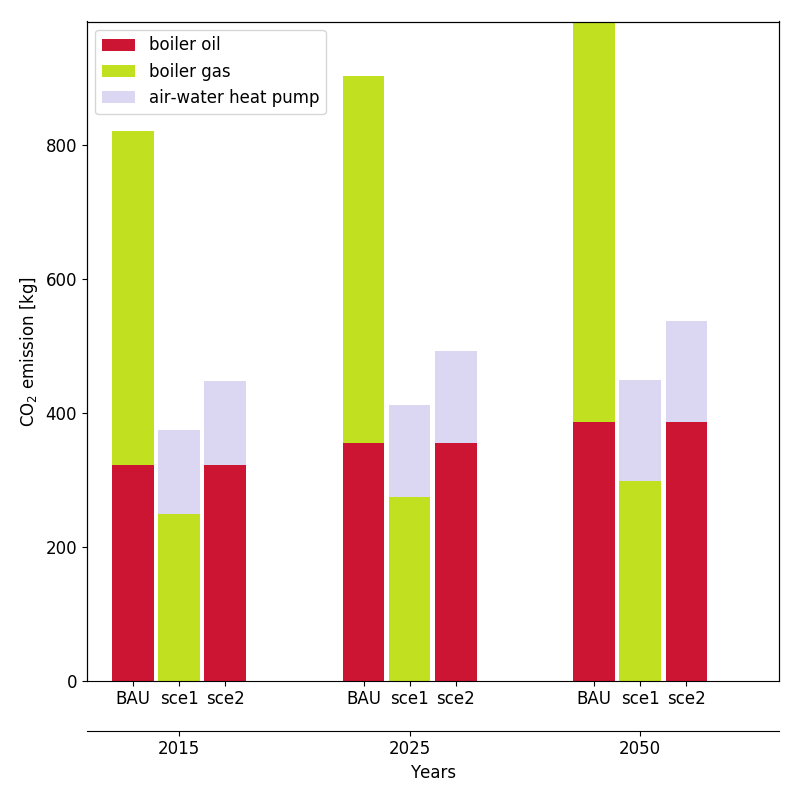 boiler oil
boiler gas
air-water heat pump
800
600
400
200
0
CO₂ emission [kg]
BAU sce1 sce2 BAU sce1 sce2 BAU sce1 sce2
2015 2025 2050
Years